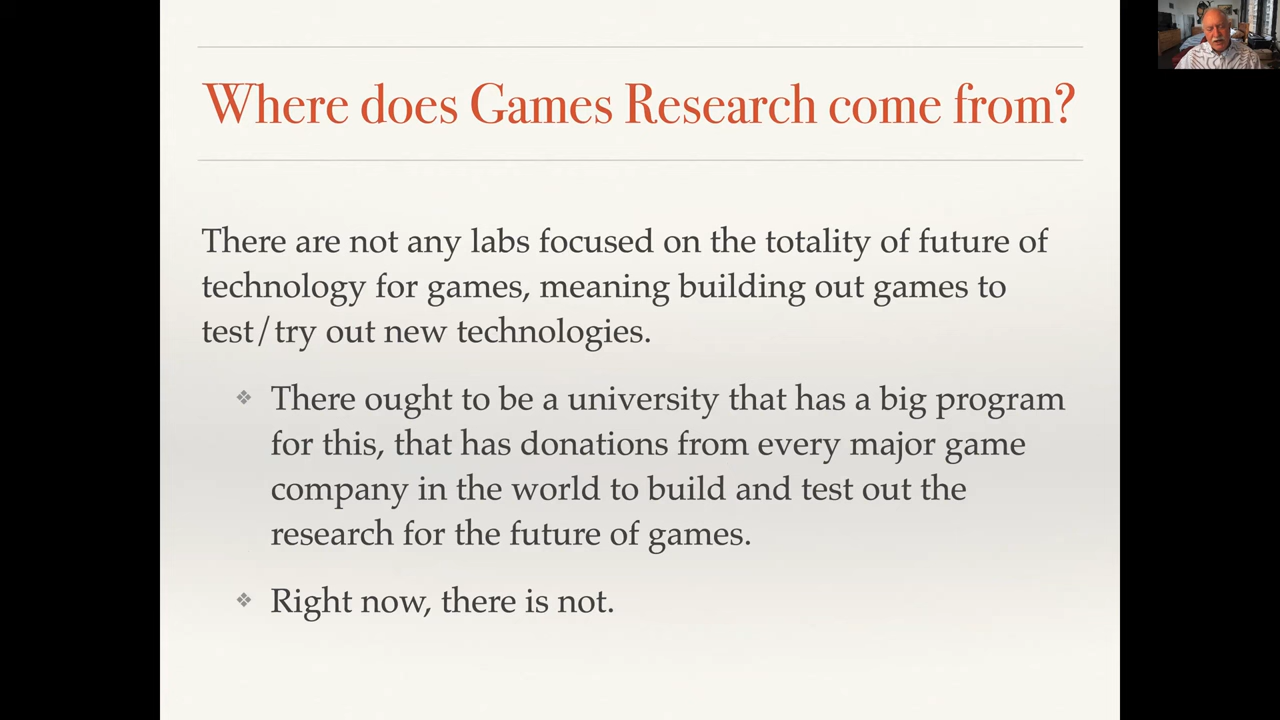 Where does Games Research come from?
There are not any labs focused on the totality of future of
technology for games, meaning building out games to
test/try out new technologies.
❖ There ought to be a university that has a big program
for this, that has donations from every major game
company in the world to build and test out the
research for the future of games.
❖ Right now, there is not.